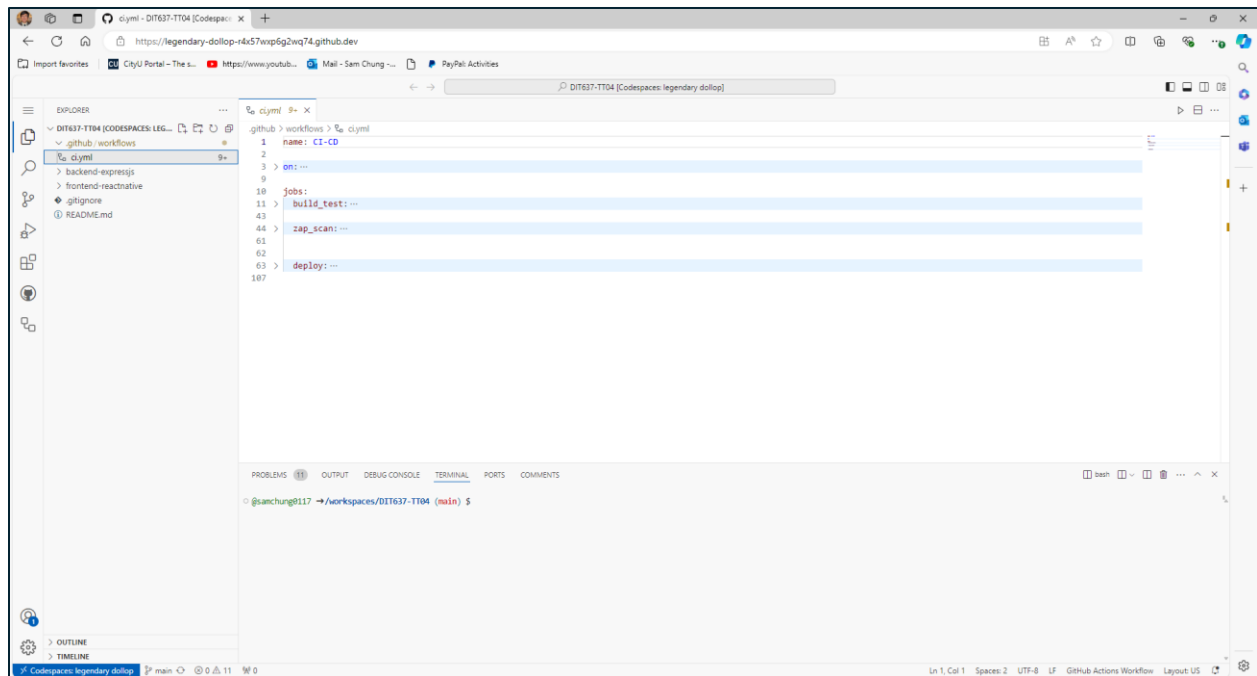 ci.yml - DIT637-TT04 [Codespace
https://legendary-dollop-r4x57wxp6g2wq74.github.dev
Import favorites CU CityU Portal – The s... https://www.youtub... Mail - Sam Chung -... PayPal: Activities
DIT637-TT04 [Codespaces: legendary dollop]
EXPLORER ...
ci.yml 9+
DIT637-TT04 [CODESPACES: LEG...
.github > workflows > ci.yml
.github/workflows
ci.yml 9+
backend-expressjs
frontend-reactnative
.gitignore
README.md
1 name: CI-CD
2
3 > on: ...
9
10 jobs:
11 > build_test: ...
43
44 > zap_scan: ...
61
62
63 > deploy: ...
107
PROBLEMS 11 OUTPUT DEBUG CONSOLE TERMINAL PORTS COMMENTS
bash
@samchung0117 →/workspaces/DIT637-TT04 (main) $
1
> OUTLINE
> TIMELINE
Codespaces: legendary dollop main 0 11 0 Ln 1, Col 1 Spaces: 2 UTF-8 LF GitHub Actions Workflow Layout: US